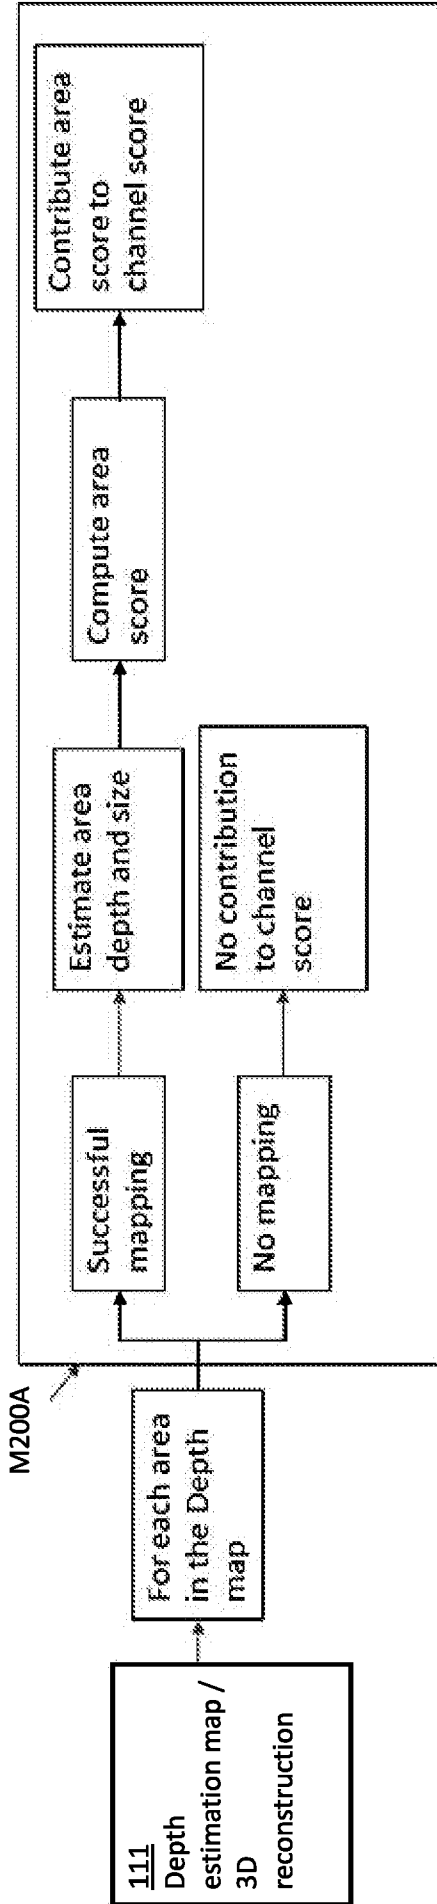 M200A
111
Depth
estimation map /
3D
reconstruction
For each area
in the Depth
map
Successful
mapping
Estimate area
depth and size
Compute area
score
Contribute area
score to
channel score
No mapping
No contribution
to channel
score